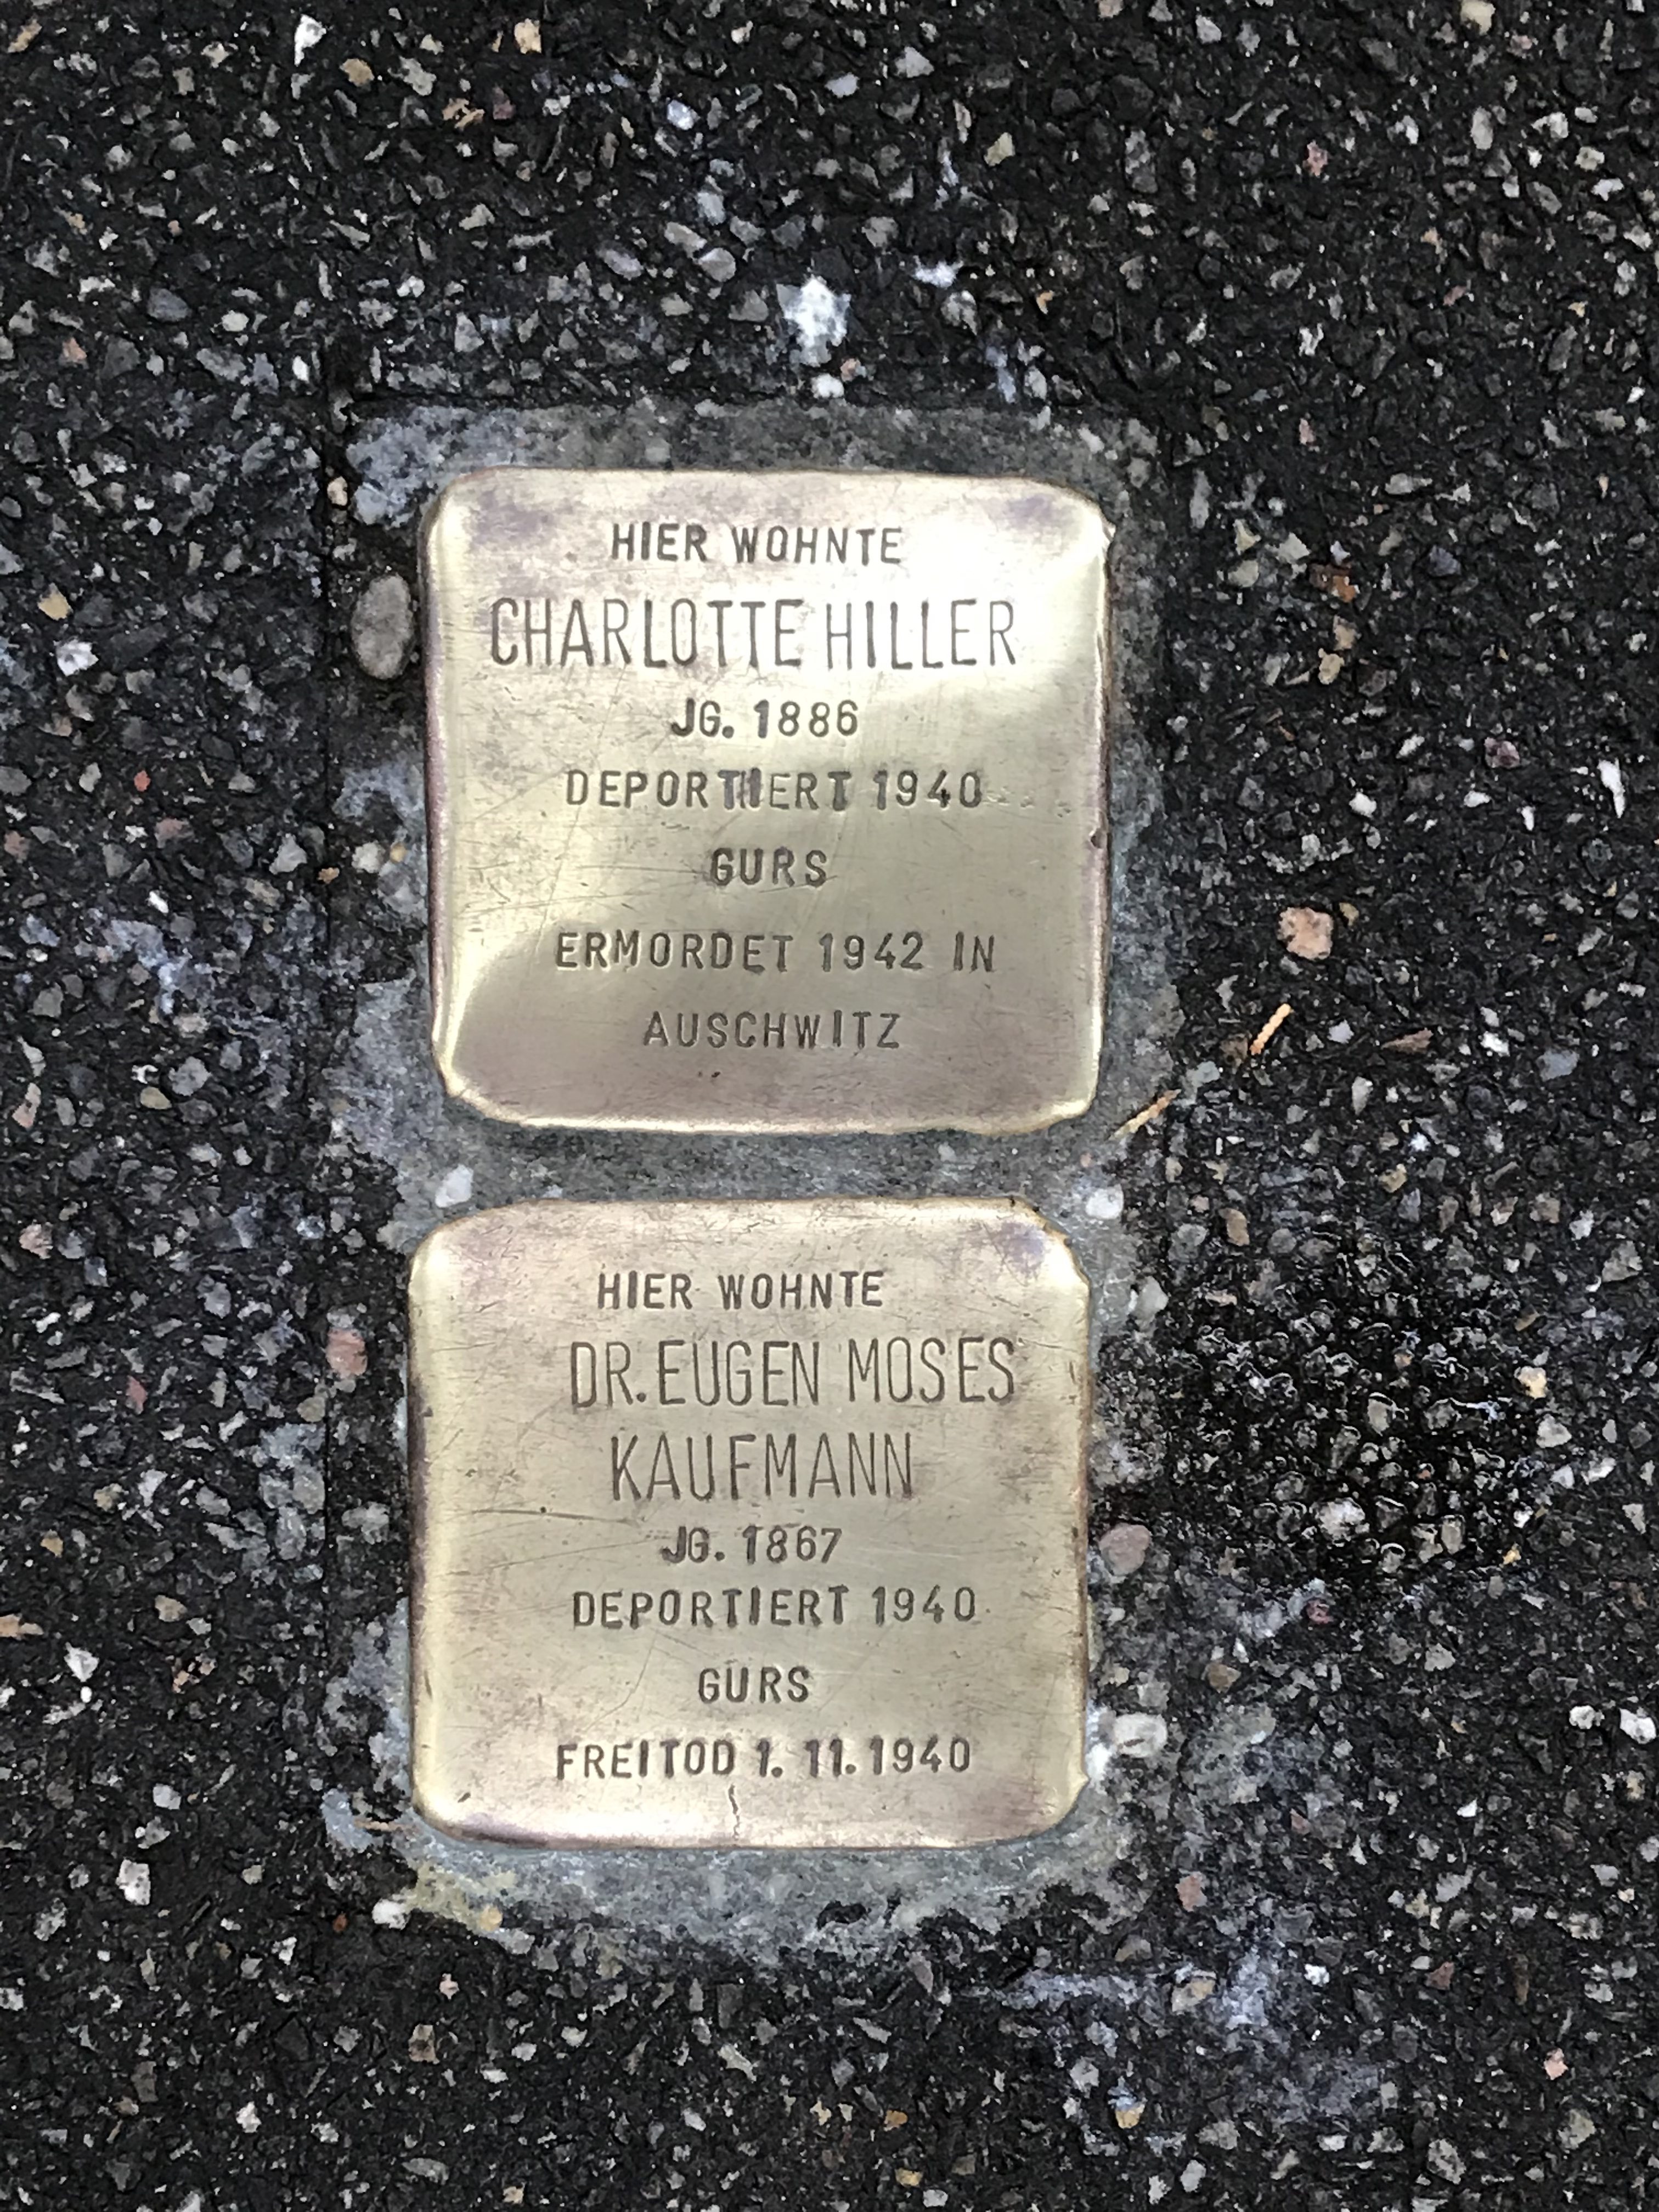 HIER WOHNTE
CHARLOTTE HILLER
JG. 1886
DEPORTIERT 1940
GURS
ERMORDET 1942 IN
AUSCHWITZ
HIER WOHNTE
DR. EUGEN MOSES
KAUFMANN
JG. 1867
DEPORTIERT 1940
GURS
FREITOD 1. 11. 1940